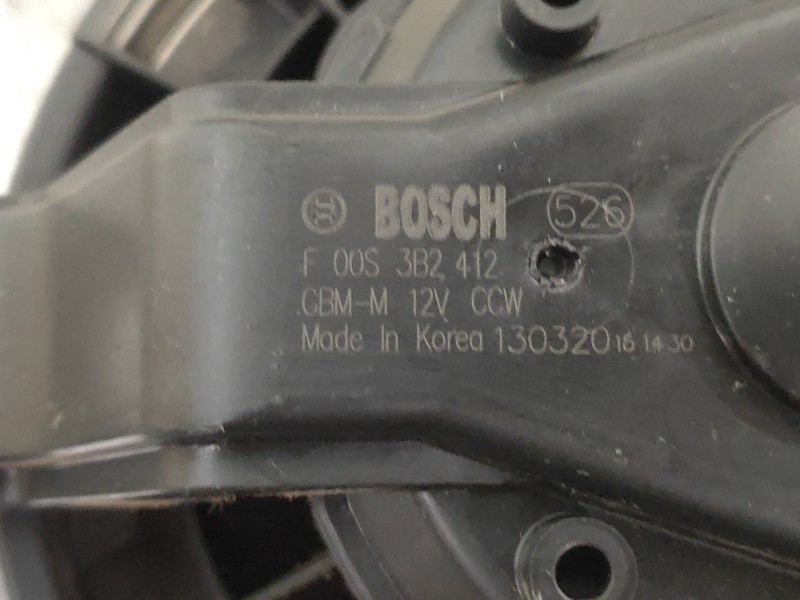 BOSCH 526
F 00S 3B2 412
CBM-M 12V CCW
Made In Korea 130320 16 14 30